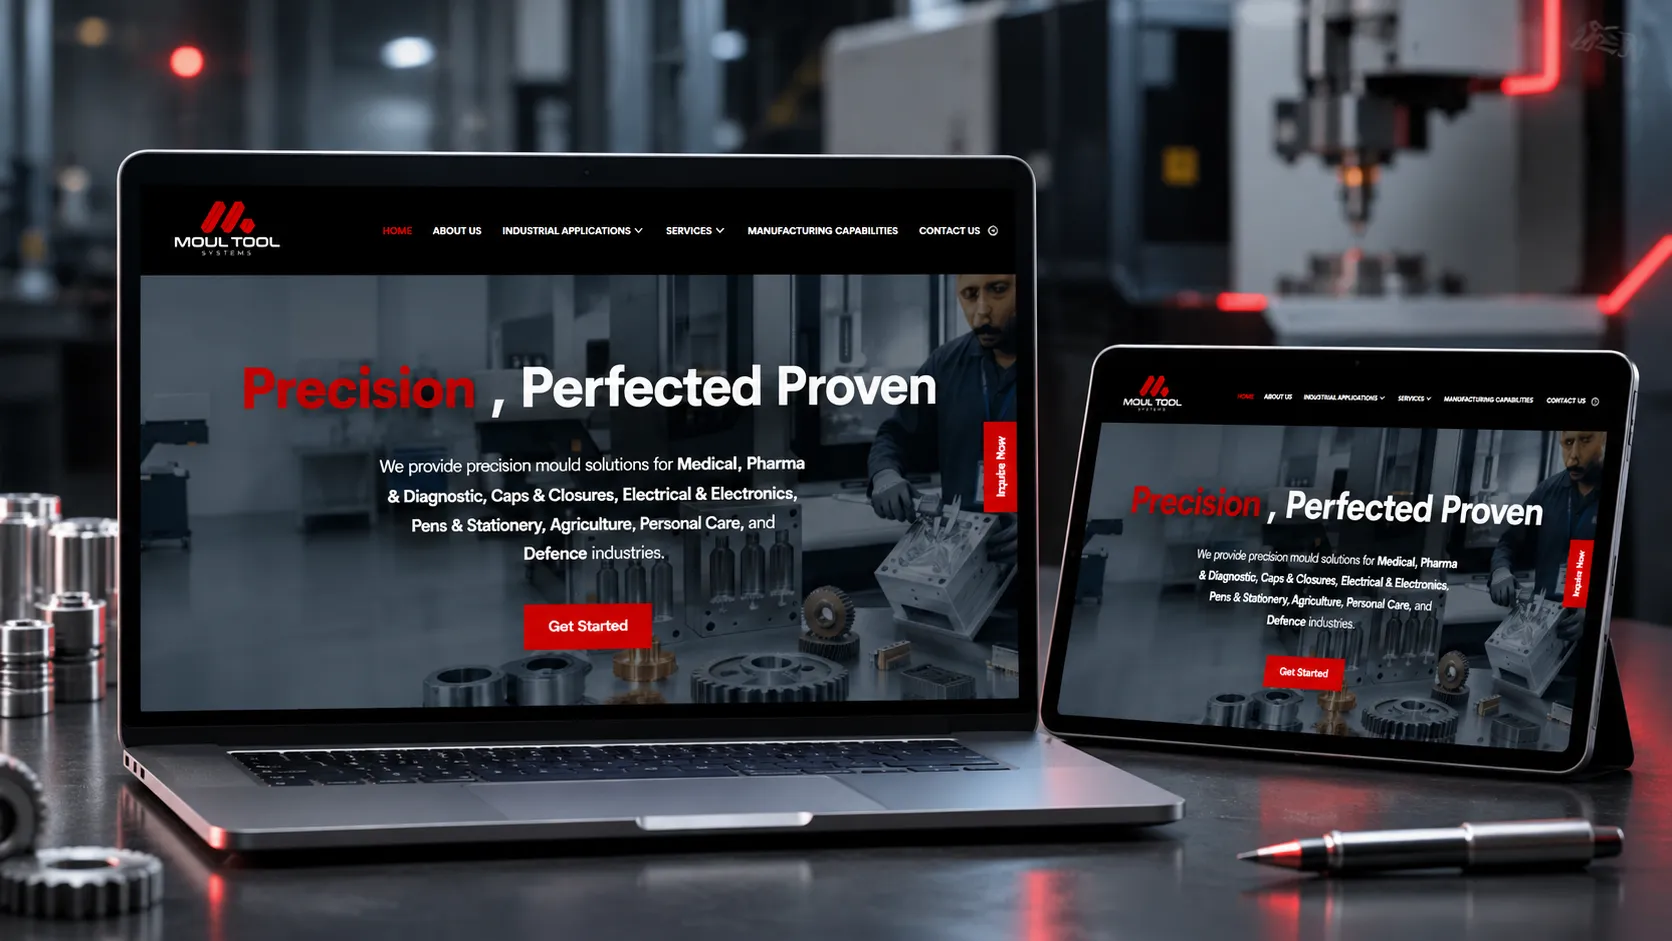 MOUL TOOL
SYSTEMS
HOME ABOUT US INDUSTRIAL APPLICATIONS SERVICES MANUFACTURING CAPABILITIES CONTACT US
Precision , Perfected Proven
We provide precision mould solutions for Medical, Pharma
& Diagnostic, Caps & Closures, Electrical & Electronics,
Pens & Stationery, Agriculture, Personal Care, and
Defence industries.
Get Started
Inquire Now
MOUL TOOL
SYSTEMS
HOME ABOUT US INDUSTRIAL APPLICATIONS SERVICES MANUFACTURING CAPABILITIES CONTACT US
Precision , Perfected Proven
We provide precision mould solutions for Medical, Pharma
& Diagnostic, Caps & Closures, Electrical & Electronics,
Pens & Stationery, Agriculture, Personal Care, and
Defence industries.
Get Started
Inquire Now